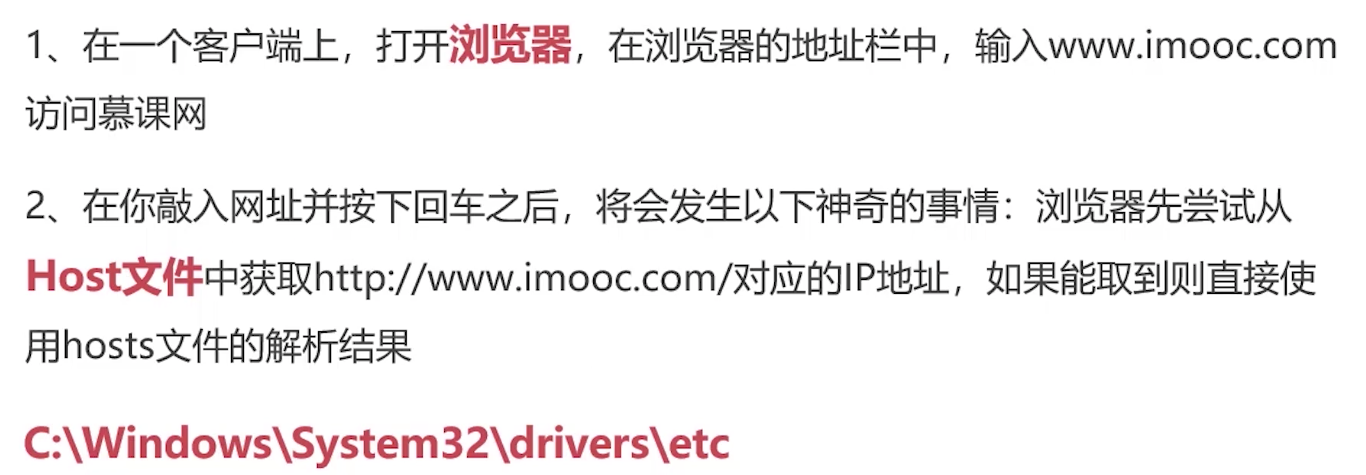 1、在一个客户端上，打开浏览器，在浏览器的地址栏中，输入www.imooc.com
访问慕课网
2、在你敲入网址并按下回车之后，将会发生以下神奇的事情：浏览器先尝试从
Host文件中获取http://www.imooc.com/对应的IP地址，如果能取到则直接使
用hosts文件的解析结果
C:\Windows\System32\drivers\etc